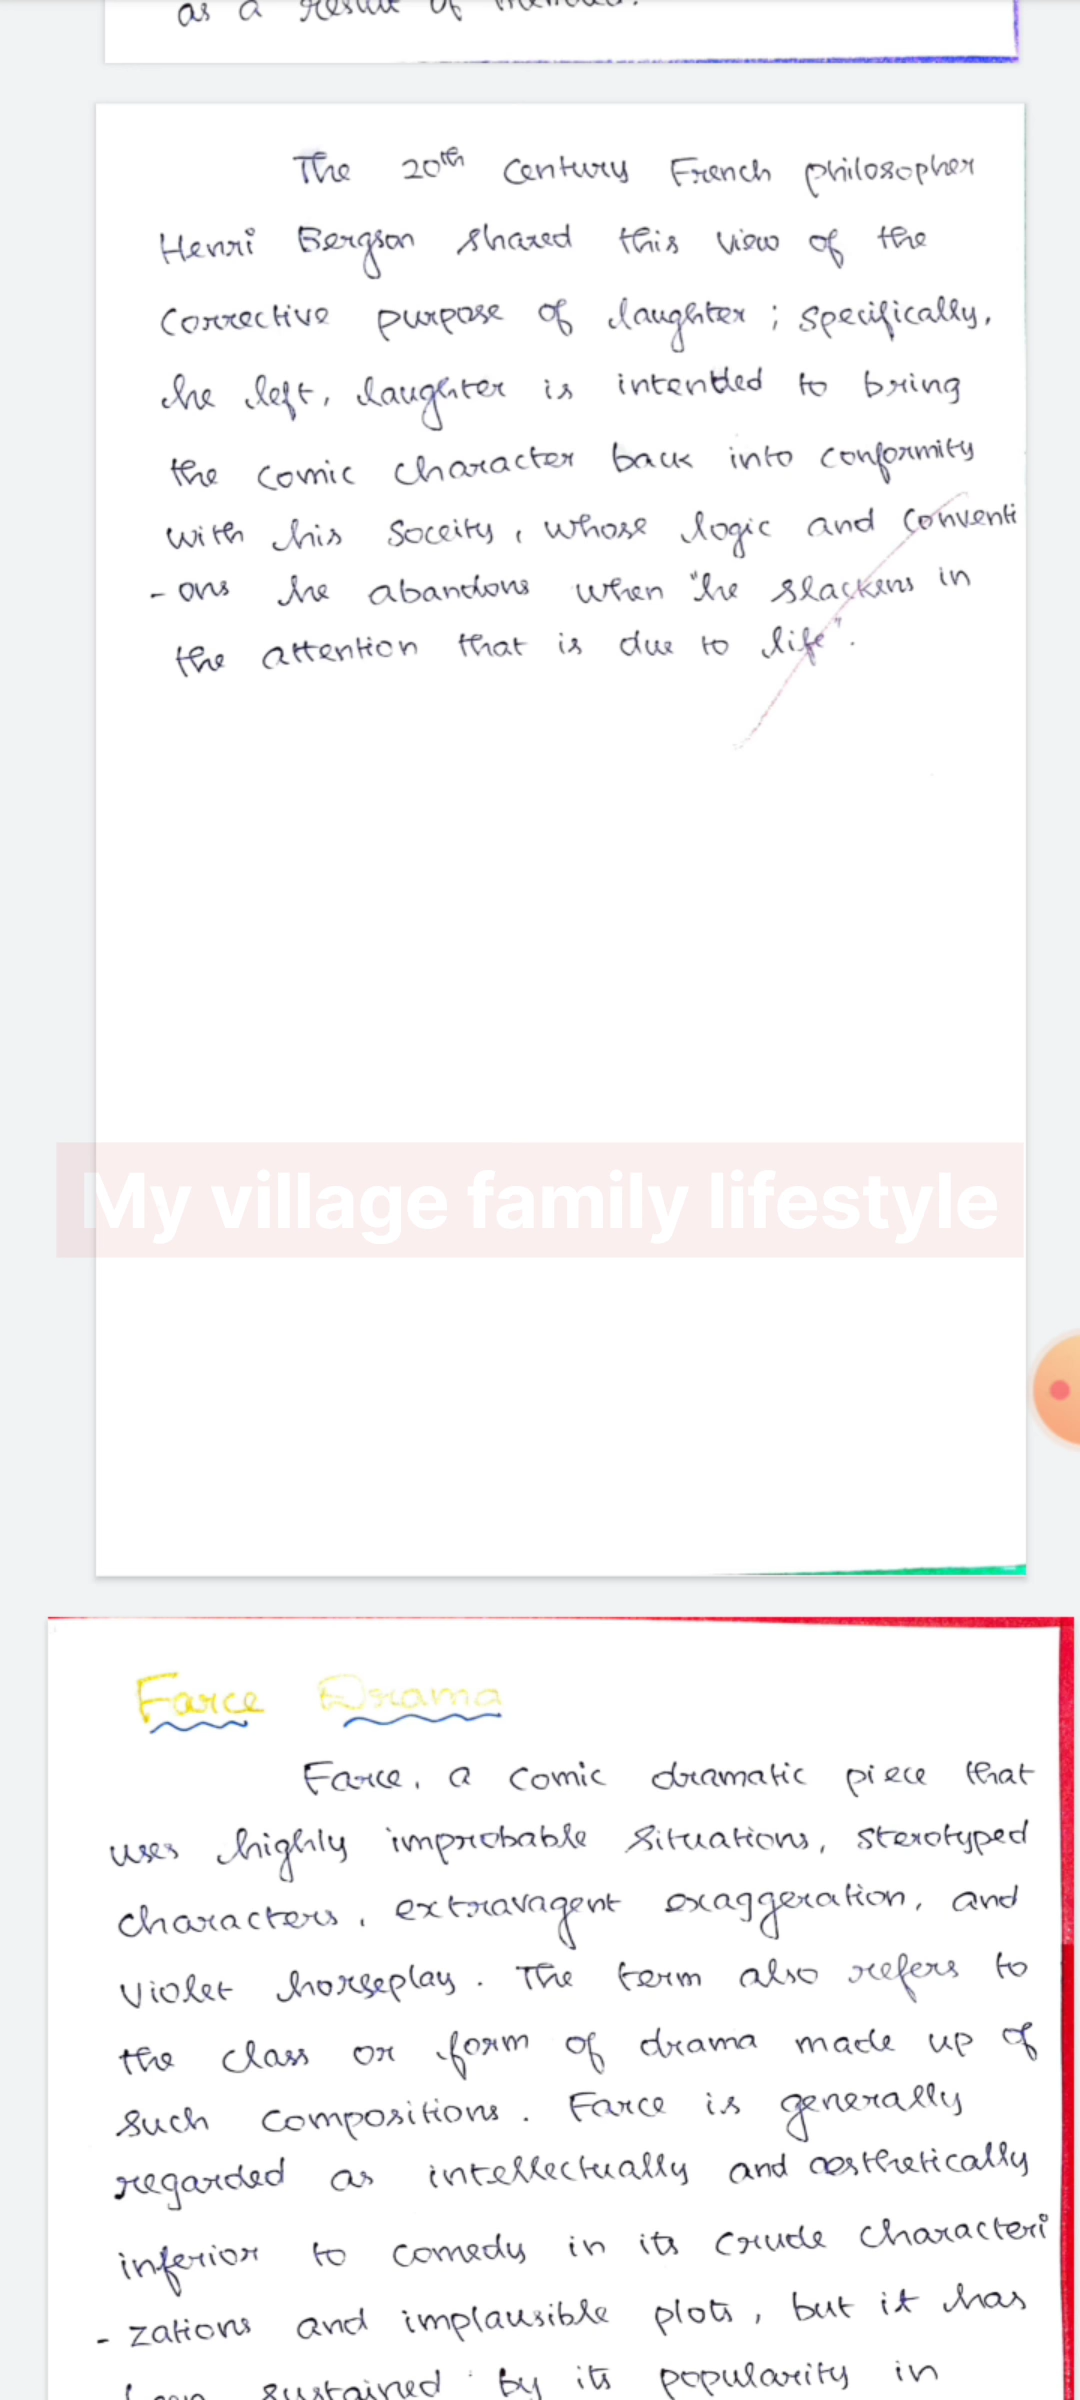 as a result of
The 20th Century French philosopher
Henri Bergson shared this view of the
corrective purpose of laughter ; specifically,
he left, laughter is intended to bring
the comic character back into conformity
with his Soceity, whose logic and Conventi
- ons he abandons when "he slackens in
the attention that is due to life".
My village family lifestyle
Farce Drama
Farce, a comic dramatic piece that
uses highly improbable situations, sterotyped
characters, extravagent exaggeration, and
violet horseplay. The term also refers to
the class or form of drama made up of
such compositions. Farce is generally
regarded as intellectually and aesthetically
inferior to comedy in its crude characteri
- zations and implausible plots, but it has
sustained by its popularity in